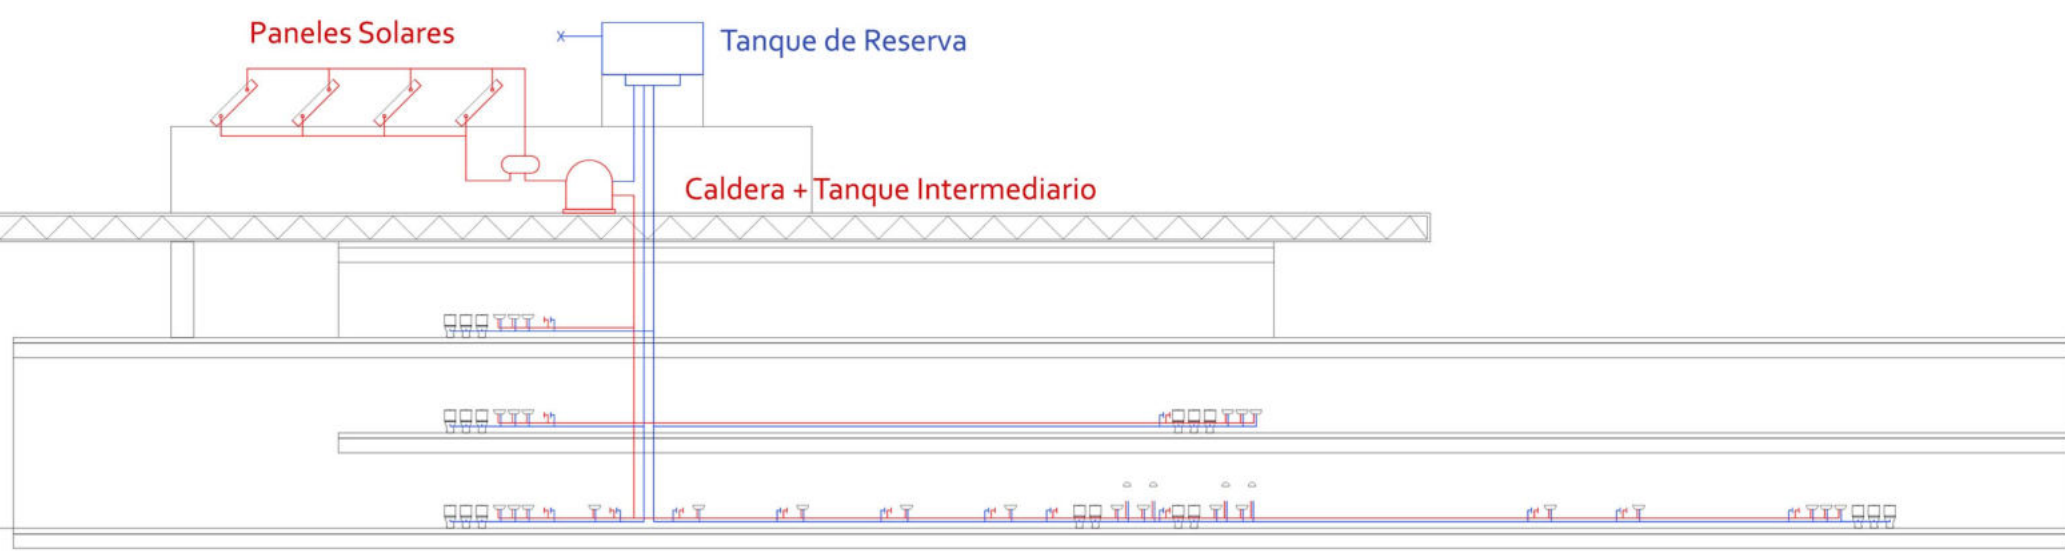 Paneles Solares
Tanque de Reserva
Caldera + Tanque Intermediario